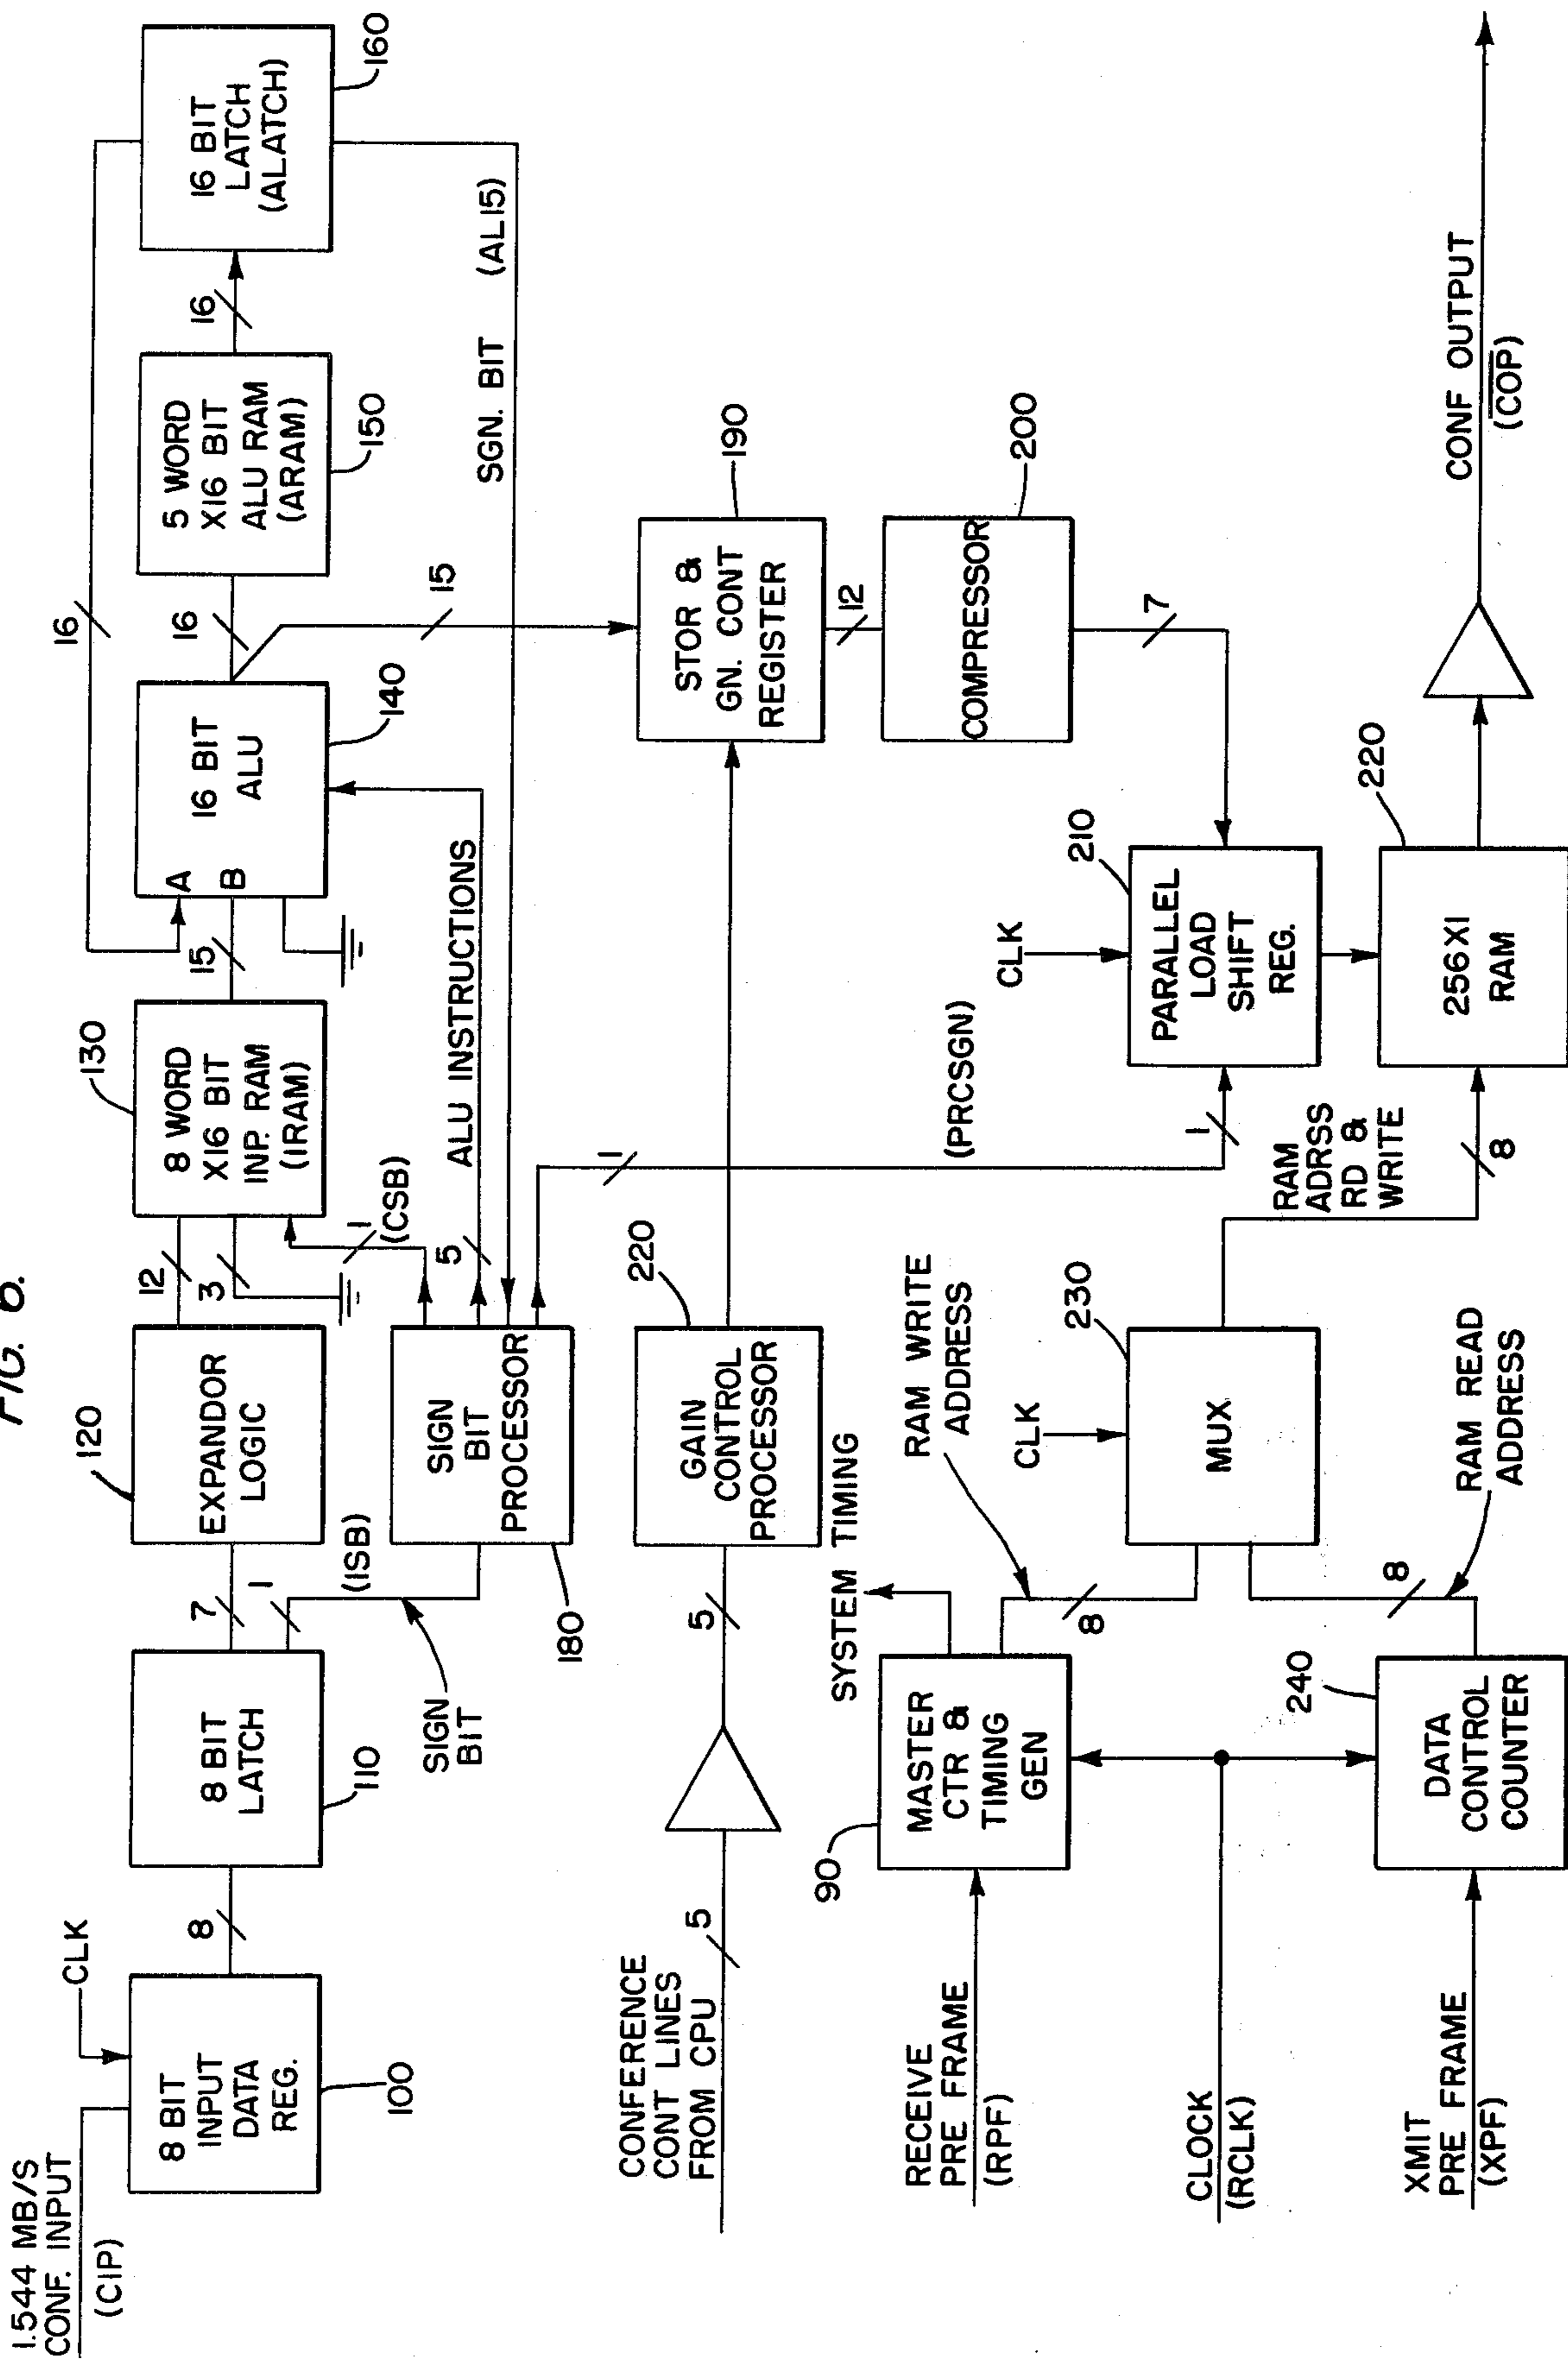 FIG. 6.
1.544 MB/S
CONF. INPUT
(CIP)
CLK
8 BIT
INPUT
DATA
REG.
100
8
8 BIT
LATCH
110
7
1
(ISB)
SIGN
BIT
EXPANDOR
LOGIC
120
12
3
1
(CSB)
8 WORD
X16 BIT
INP. RAM
(IRAM)
130
15
16
A
B
16 BIT
ALU
140
16
15
5 WORD
X16 BIT
ALU RAM
(ARAM)
150
16
16 BIT
LATCH
(ALATCH)
160
SIGN
BIT
PROCESSOR
180
5
ALU INSTRUCTIONS
SGN. BIT (AL15)
1
(PRCSGN)
1
CONFERENCE
CONT LINES
FROM CPU
5
5
GAIN
CONTROL
PROCESSOR
220
STOR &
GN. CONT
REGISTER
190
12
COMPRESSOR
200
7
SYSTEM TIMING
RECEIVE
PRE FRAME
(RPF)
90
MASTER
CTR &
TIMING
GEN
8
RAM WRITE
ADDRESS
CLK
MUX
230
CLOCK
(RCLK)
XMIT
PRE FRAME
(XPF)
DATA
CONTROL
COUNTER
240
8
RAM READ
ADDRESS
RAM
ADRSS
RD &
WRITE
8
CLK
PARALLEL
LOAD
SHIFT
REG.
210
256X1
RAM
220
CONF OUTPUT
(COP)